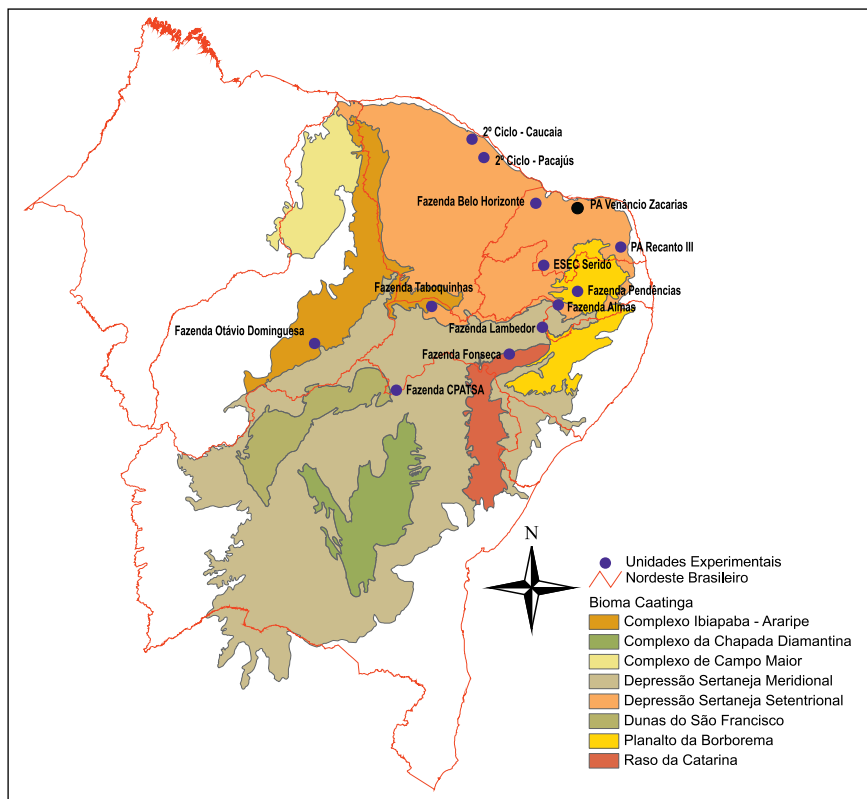 2º Ciclo - Caucaia
2º Ciclo - Pacajús
Fazenda Belo Horizonte
PA Venâncio Zacarias
PA Recanto III
ESEC Seridó
Fazenda Taboquinhas
Fazenda Pendências
Fazenda Almas
Fazenda Lambedor
Fazenda Otávio Dominguesa
Fazenda Fonseca
Fazenda CPATSA
N
Unidades Experimentais
Nordeste Brasileiro
Bioma Caatinga
Complexo Ibiapaba - Araripe
Complexo da Chapada Diamantina
Complexo de Campo Maior
Depressão Sertaneja Meridional
Depressão Sertaneja Setentrional
Dunas do São Francisco
Planalto da Borborema
Raso da Catarina